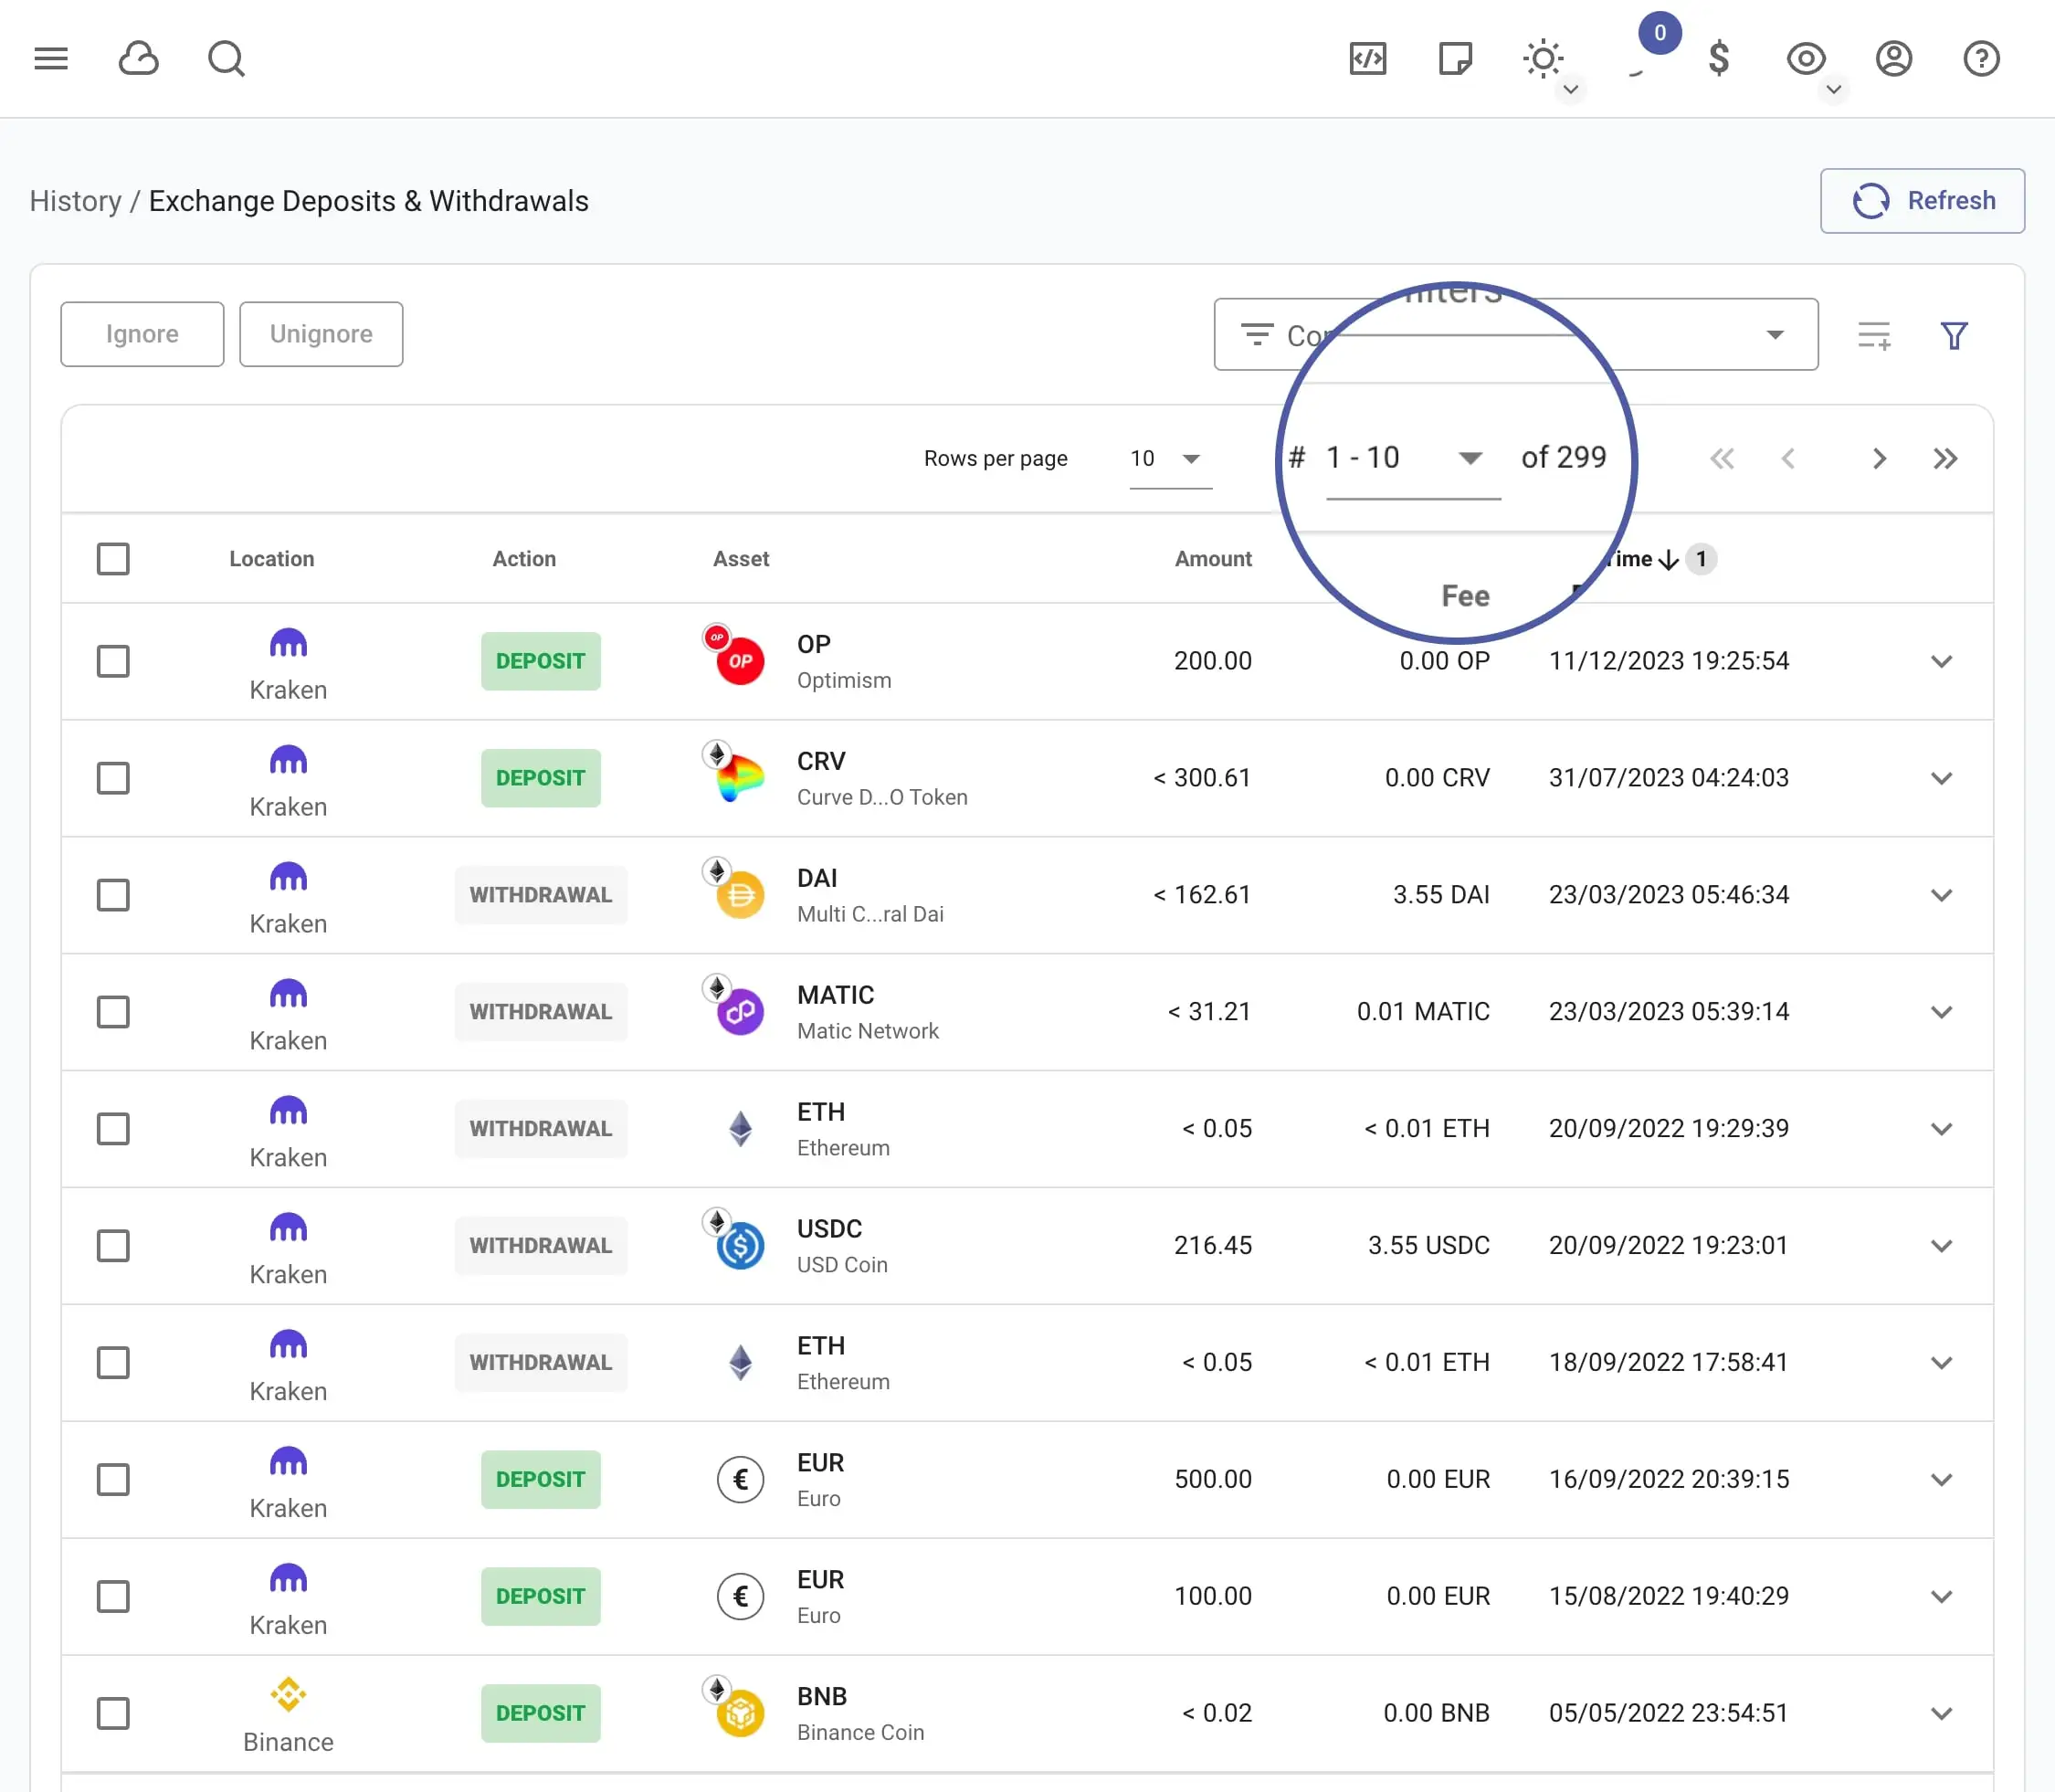 0
History / Exchange Deposits & Withdrawals
Refresh
Ignore
Unignore
Rows per page
10
# 1 - 10 of 299
Location Action Asset Amount Fee 1
OP
Kraken DEPOSIT OP Optimism 200.00 0.00 OP 11/12/2023 19:25:54
Kraken DEPOSIT CRV Curve D...O Token < 300.61 0.00 CRV 31/07/2023 04:24:03
Kraken WITHDRAWAL DAI Multi C...ral Dai < 162.61 3.55 DAI 23/03/2023 05:46:34
Kraken WITHDRAWAL MATIC Matic Network < 31.21 0.01 MATIC 23/03/2023 05:39:14
Kraken WITHDRAWAL ETH Ethereum < 0.05 < 0.01 ETH 20/09/2022 19:29:39
Kraken WITHDRAWAL USDC USD Coin 216.45 3.55 USDC 20/09/2022 19:23:01
Kraken WITHDRAWAL ETH Ethereum < 0.05 < 0.01 ETH 18/09/2022 17:58:41
Kraken DEPOSIT EUR Euro 500.00 0.00 EUR 16/09/2022 20:39:15
Kraken DEPOSIT EUR Euro 100.00 0.00 EUR 15/08/2022 19:40:29
Binance DEPOSIT BNB Binance Coin < 0.02 0.00 BNB 05/05/2022 23:54:51